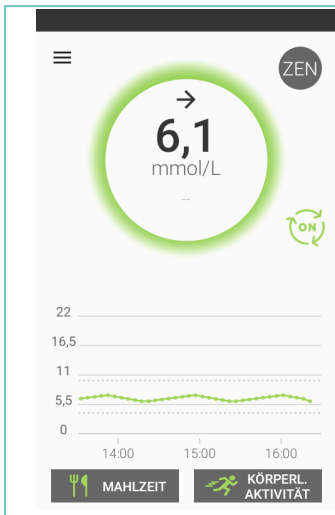 ZEN
6,1
mmol/L
--
ON
22
16,5
11
5,5
0
14:00 15:00 16:00
MAHLZEIT
KÖRPERL.
AKTIVITÄT